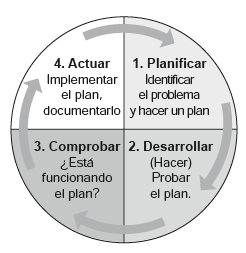 4. Actuar
Implementar
el plan,
documentarlo
1. Planificar
Identificar
el problema
y hacer un plan
3. Comprobar
¿Está
funcionando
el plan?
2. Desarrollar
(Hacer)
Probar
el plan.